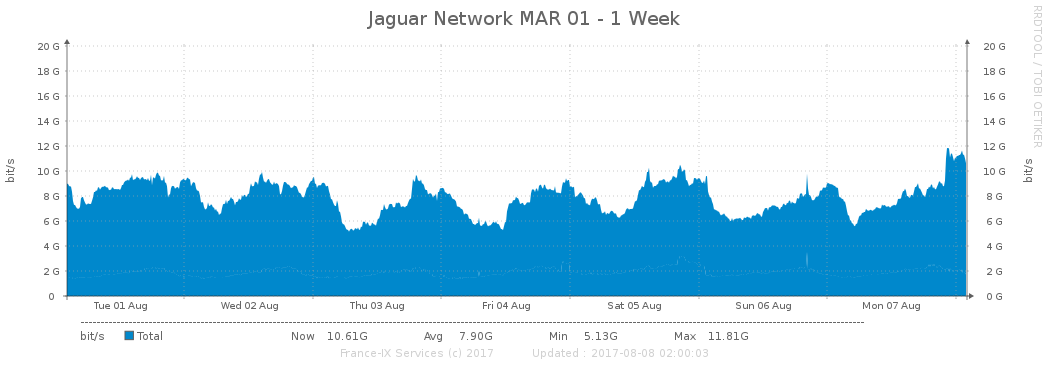 Jaguar Network MAR 01 - 1 Week
RRDTOOL / TOBI OETIKER
bit/s
20 G 20 G
18 G 18 G
16 G 16 G
14 G 14 G
12 G 12 G
10 G 10 G
8 G 8 G
6 G 6 G
4 G 4 G
2 G 2 G
0 0 G
bit/s
Tue 01 Aug Wed 02 Aug Thu 03 Aug Fri 04 Aug Sat 05 Aug Sun 06 Aug Mon 07 Aug
bit/s Total Now 10.61G Avg 7.90G Min 5.13G Max 11.81G
France-IX Services (c) 2017 Updated : 2017-08-08 02:00:03